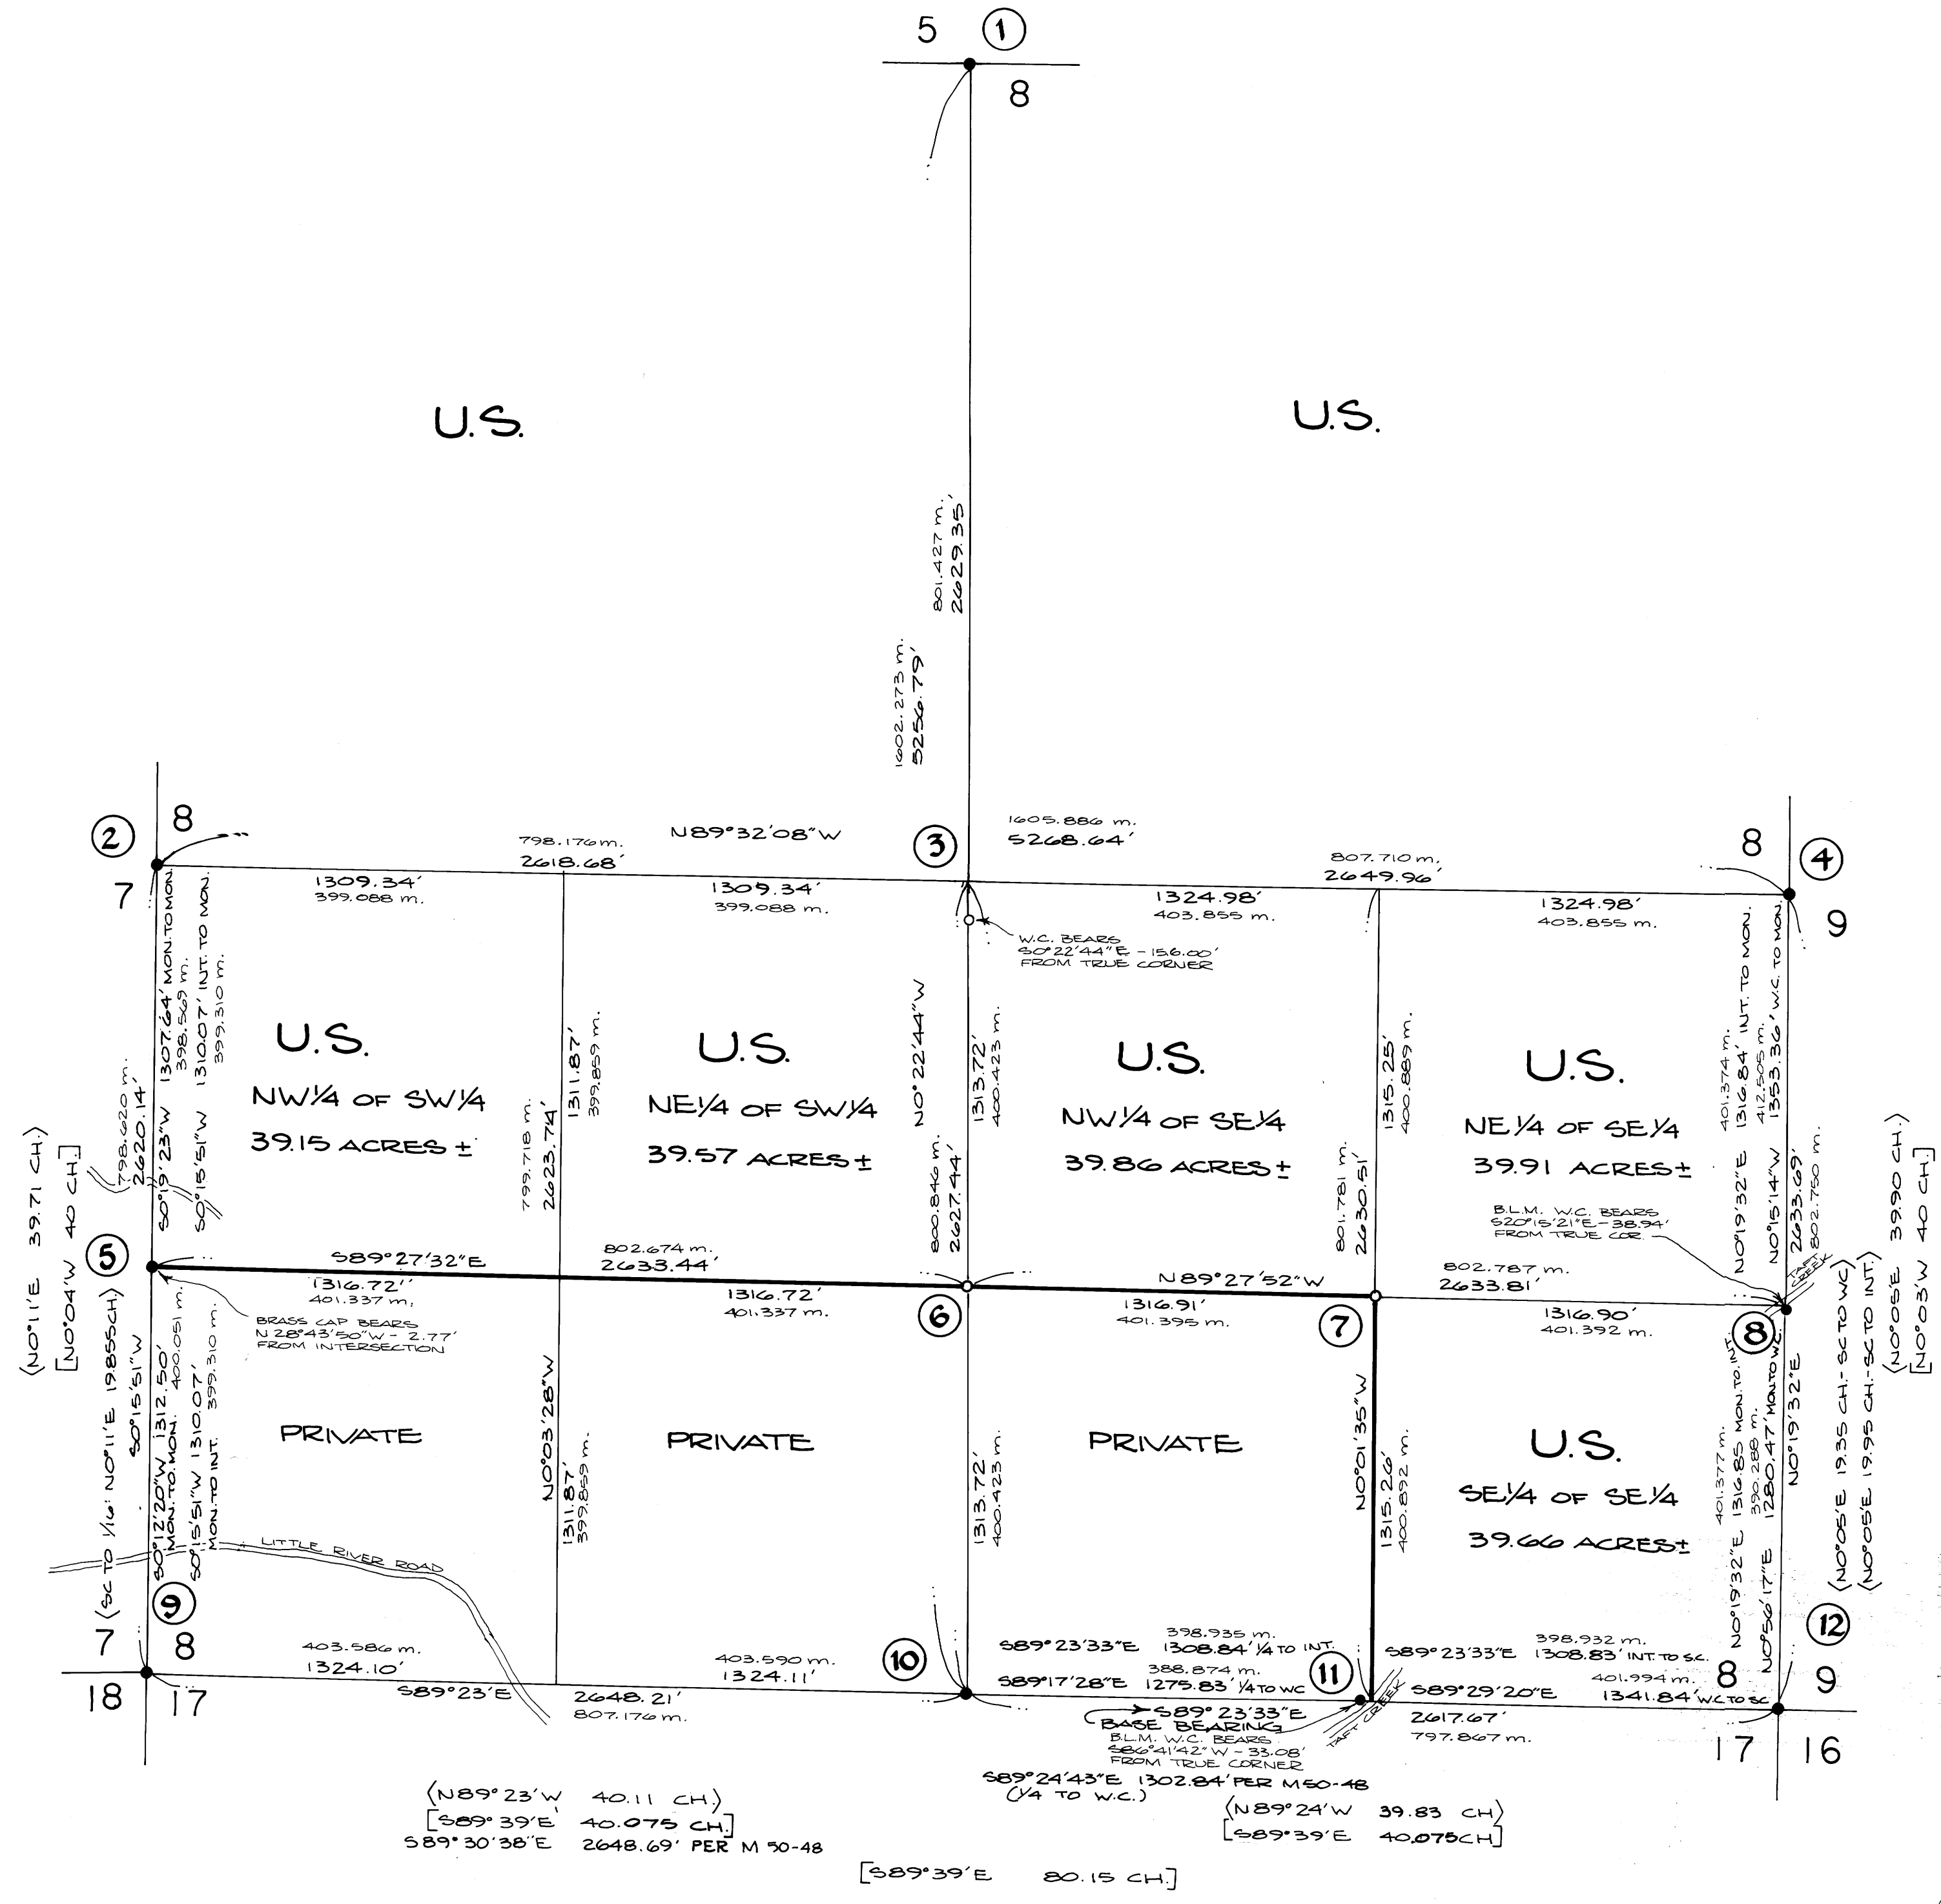 5 ①
8
U.S.
U.S.
801.427 m.
2629.35'
1602.273 m.
5256.79'
② 8
7
798.176 m.
2618.68'
N89°32'08"W
③
1605.886 m.
5268.64'
807.710 m.
2649.96'
8 ④
9
1309.34'
399.088 m.
1309.34'
399.088 m.
1324.98'
403.855 m.
1324.98'
403.855 m.
W.C. BEARS
S0°22'44"E - 156.00'
FROM TRUE CORNER
S0°19'23"W 1307.64' MON. TO MON.
398.569 m.
S0°15'51"W 1310.07' INT. TO MON.
399.310 m.
798.620 m.
2620.14'
U.S.
NW¼ OF SW¼
39.15 ACRES ±
1311.87'
399.859 m.
799.718 m.
2623.74'
U.S.
NE¼ OF SW¼
39.57 ACRES ±
N0°22'44"W
1313.72'
400.423 m.
800.846 m.
2627.44'
U.S.
NW¼ OF SE¼
39.86 ACRES ±
1315.25'
400.889 m.
801.781 m.
2630.51'
U.S.
NE¼ OF SE¼
39.91 ACRES ±
401.374 m.
N0°19'32"E 1316.84' INT. TO MON.
412.505 m.
N0°15'14"W 1353.36' W.C. TO MON.
2633.69'
802.750 m.
B.L.M. W.C. BEARS
S20°15'21"E - 38.94'
FROM TRUE COR.
TAFT CREEK
⟨N0°11'E 39.71 CH.⟩
[N0°04'W 40 CH.]
⟨SC TO 1/16: N0°11'E 19.855CH⟩
S0°15'51"W
⟨N0°05'E 19.35 CH.- SC TO WC⟩
⟨N0°05'E 19.95 CH.- SC TO INT.⟩
⟨N0°05'E 39.90 CH.⟩
[N0°03'W 40 CH.]
⑤
S89°27'32"E
802.674 m.
2633.44'
N89°27'52"W
802.787 m.
2633.81'
1316.72''
401.337 m.
1316.72'
401.337 m.
⑥
1316.91'
401.395 m.
⑦
1316.90'
401.392 m.
⑧
BRASS CAP BEARS
N 28°43'50"W - 2.77'
FROM INTERSECTION
S0°12'20"W 1312.50'
MON. TO. MON. 400.051 m.
S0°15'51"W 1310.07'
MON. TO INT. 399.310 m.
PRIVATE
N0°03'28"W
1311.87'
399.859 m.
PRIVATE
1313.72'
400.423 m.
PRIVATE
N0°01'35"W
1315.26'
400.892 m.
U.S.
SE¼ OF SE¼
39.66 ACRES±
401.377 m.
N0°19'32"E 1316.85 MON. TO. INT.
390.288 m.
N0°56'17"E 1280.47' MON TO W.C.
N0°19'32"E
LITTLE RIVER ROAD
⑨
7 8
18 17
403.586 m.
1324.10'
S89°23'E
403.590 m.
1324.11'
2648.21'
807.176 m.
⑩
398.935 m.
S89°23'33"E 1308.84' ¼ TO INT.
388.874 m.
S89°17'28"E 1275.83' ¼ TO WC
⑪
398.932 m.
S89°23'33"E 1308.83' INT. TO S.C.
401.994 m.
S89°29'20"E 1341.84' W.C. TO SC
⑫
8 9
17 16
S89°23'33"E
BASE BEARING
B.L.M. W.C. BEARS
S86°41'42"W - 33.08'
FROM TRUE CORNER
TAFT CREEK
2617.67'
797.867 m.
S89°24'43"E 1302.84' PER M50-48
(¼ TO W.C.)
⟨N89°23'W 40.11 CH.⟩
[S89°39'E 40.075 CH.]
S89°30'38"E 2648.69' PER M 50-48
⟨N89°24'W 39.83 CH⟩
[S89°39'E 40.075CH]
[S89°39'E 80.15 CH.]